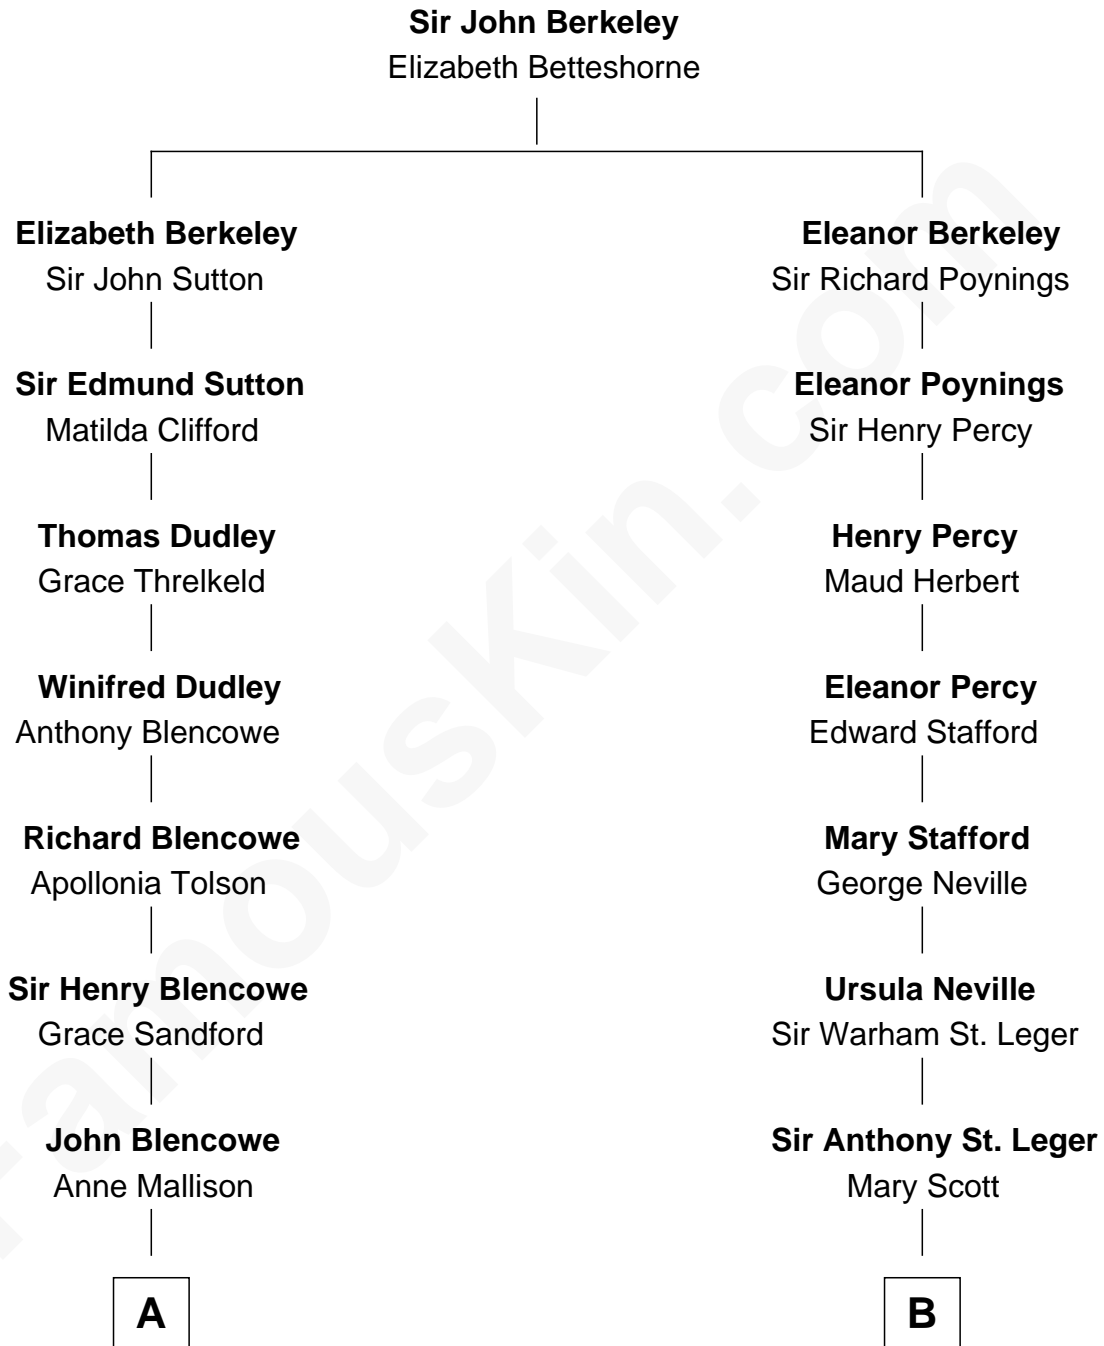 Sir John Berkeley
Elizabeth Betteshorne
Elizabeth Berkeley
Sir John Sutton
Eleanor Berkeley
Sir Richard Poynings
Sir Edmund Sutton
Matilda Clifford
Eleanor Poynings
Sir Henry Percy
Thomas Dudley
Grace Threlkeld
Henry Percy
Maud Herbert
Winifred Dudley
Anthony Blencowe
Eleanor Percy
Edward Stafford
Richard Blencowe
Apollonia Tolson
Mary Stafford
George Neville
Sir Henry Blencowe
Grace Sandford
Ursula Neville
Sir Warham St. Leger
John Blencowe
Anne Mallison
Sir Anthony St. Leger
Mary Scott
A
B
FamousKin.com